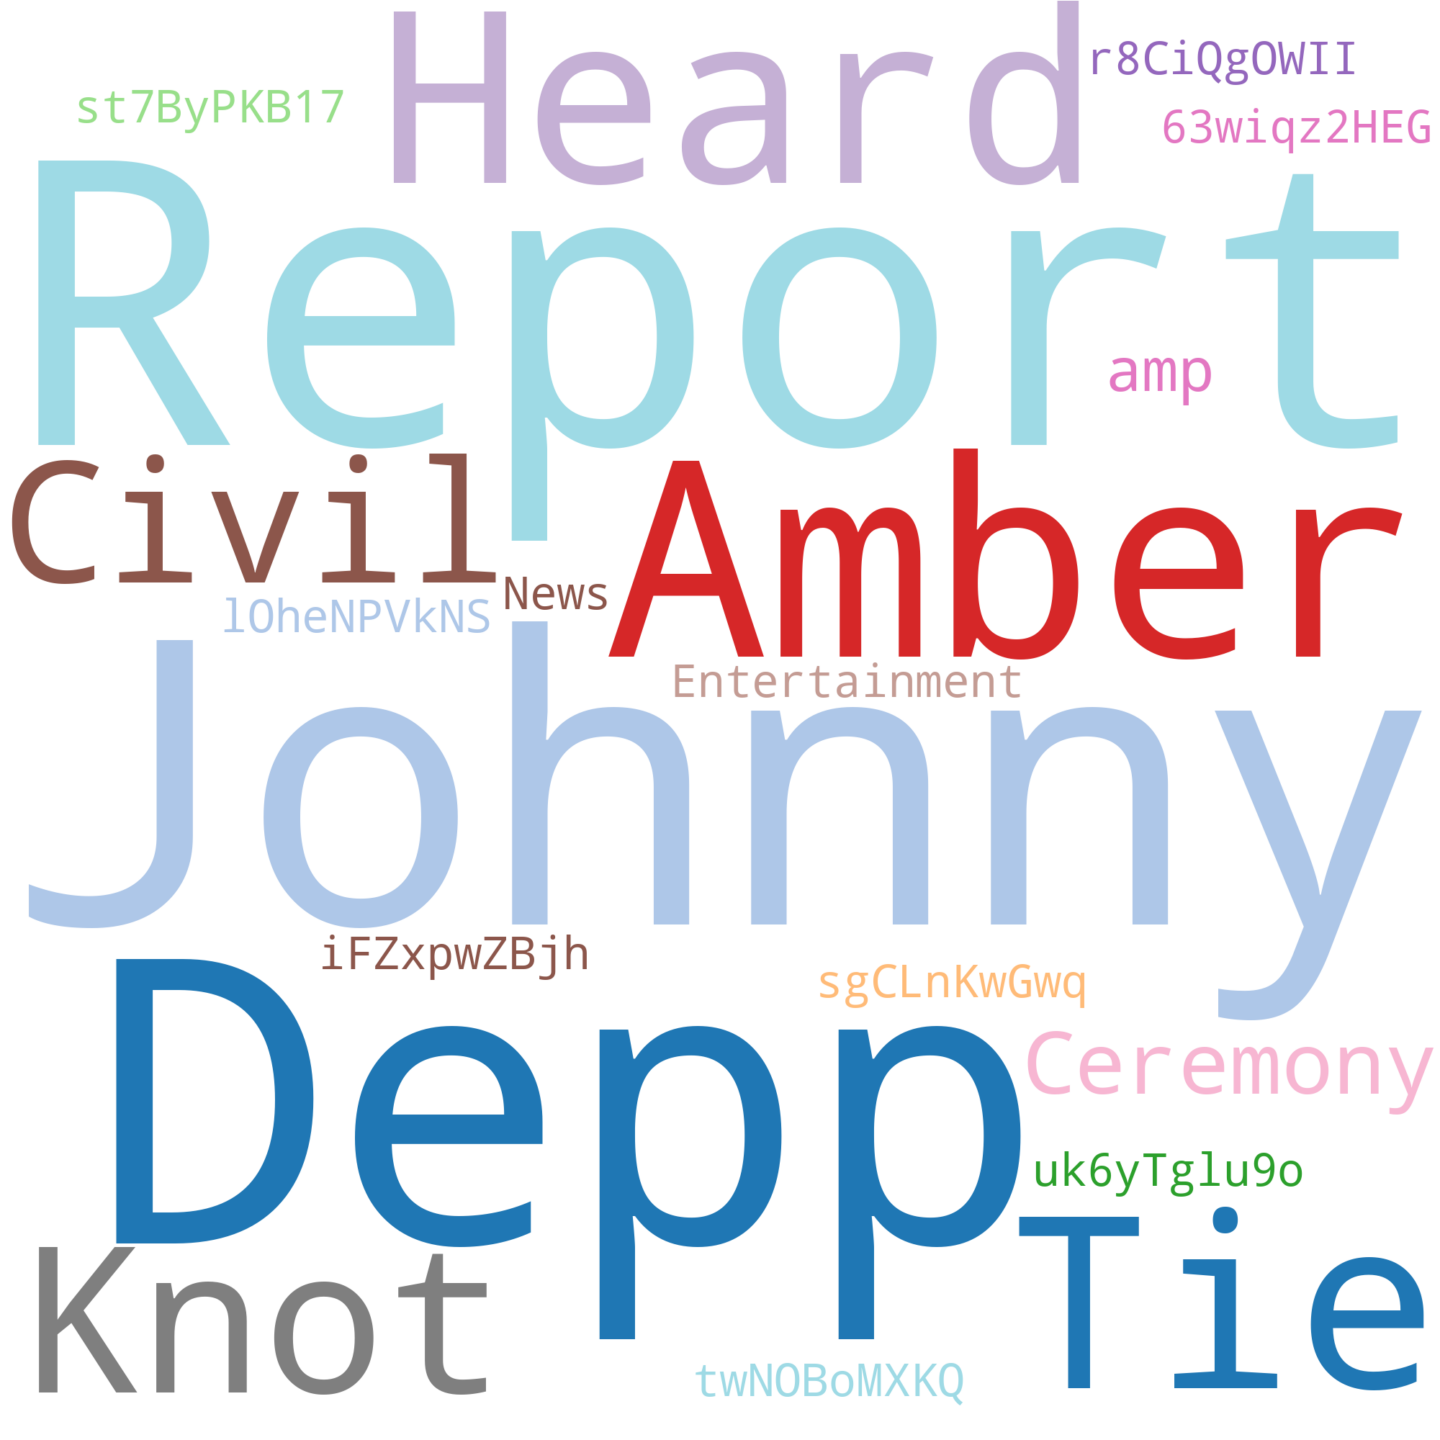 Heard
r8CiQgOWII
st7ByPKB17
63wiqz2HEG
Report
amp
Civil
Amber
News
lOheNPVkNS
Entertainment
Johnny
iFZxpwZBjh
sgCLnKwGwq
Depp
Ceremony
uk6yTglu9o
Knot
Tie
twNOBoMXKQ